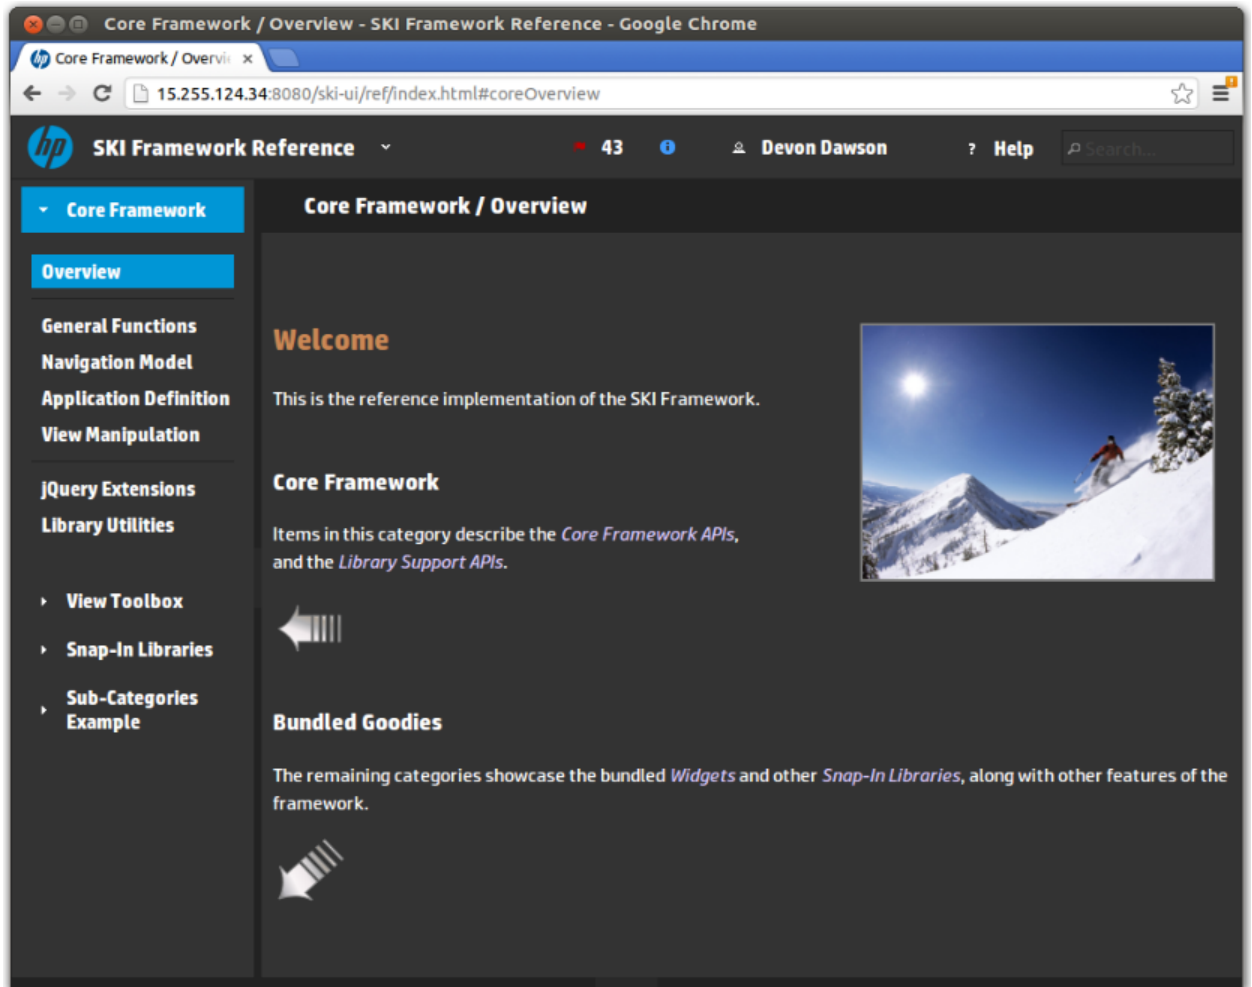 Core Framework / Overview - SKI Framework Reference - Google Chrome
Core Framework / Overvie
15.255.124.34:8080/ski-ui/ref/index.html#coreOverview
hp SKI Framework Reference 43 Devon Dawson ? Help Search...
Core Framework
Core Framework / Overview
Overview
General Functions
Navigation Model
Application Definition
View Manipulation
jQuery Extensions
Library Utilities
View Toolbox
Snap-In Libraries
Sub-Categories
Example
Welcome
This is the reference implementation of the SKI Framework.
Core Framework
Items in this category describe the Core Framework APIs,
and the Library Support APIs.
Bundled Goodies
The remaining categories showcase the bundled Widgets and other Snap-In Libraries, along with other features of the
framework.